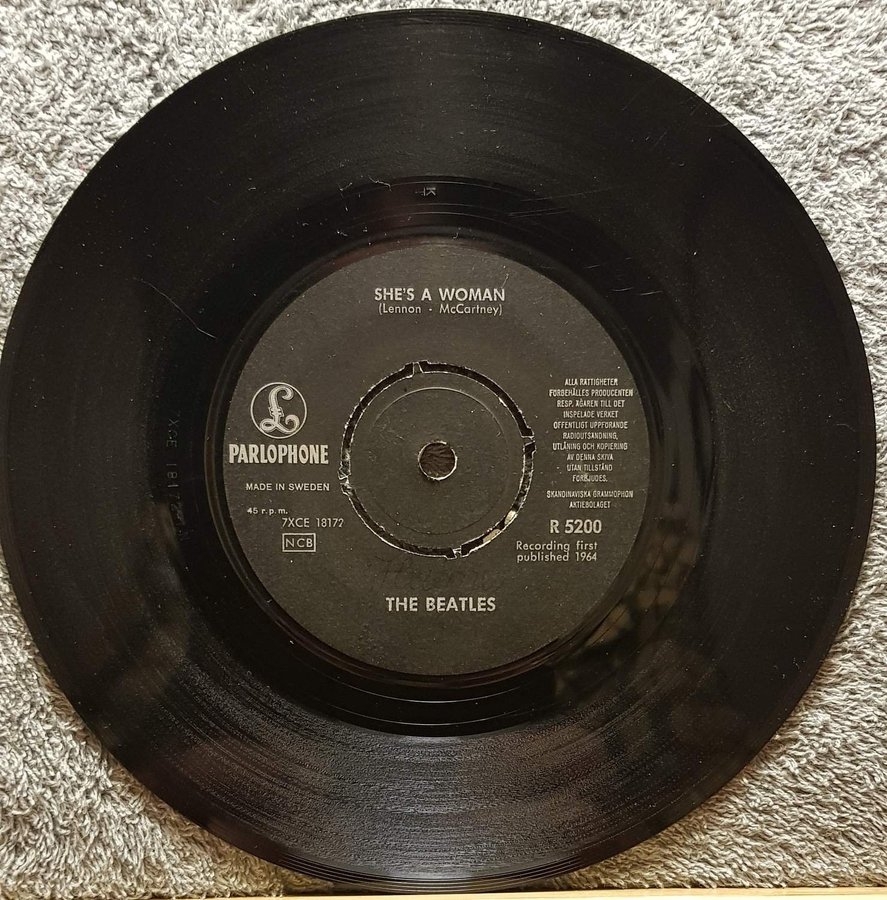 SHE'S A WOMAN
(Lennon - McCartney)
£
PARLOPHONE
MADE IN SWEDEN
45 r.p.m.
7XCE 18172
NCB
ALLA RÄTTIGHETER
FÖRBEHÅLLES PRODUCENTEN
RESP. ÄGAREN TILL DET
INSPELADE VERKET
OFFENTLIGT UPPFÖRANDE
RADIOUTSÄNDNING,
UTLÅNING OCH KOPIERING
AV DENNA SKIVA
UTAN TILLSTÅND
FÖRBJUDES.
SKANDINAVISKA GRAMMOPHON
AKTIEBOLAGET
R 5200
Recording first
published 1964
THE BEATLES
KT